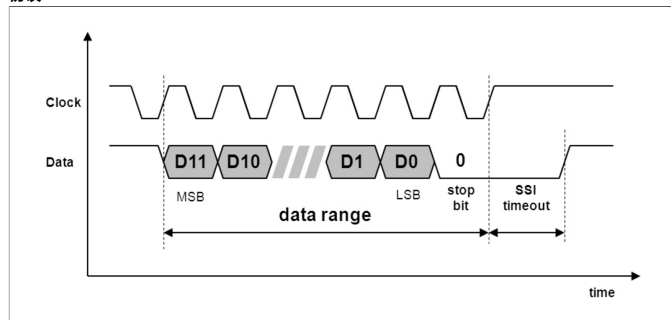 Clock
Data
D11 D10 D1 D0 0
MSB LSB
stop bit
SSI timeout
data range
time